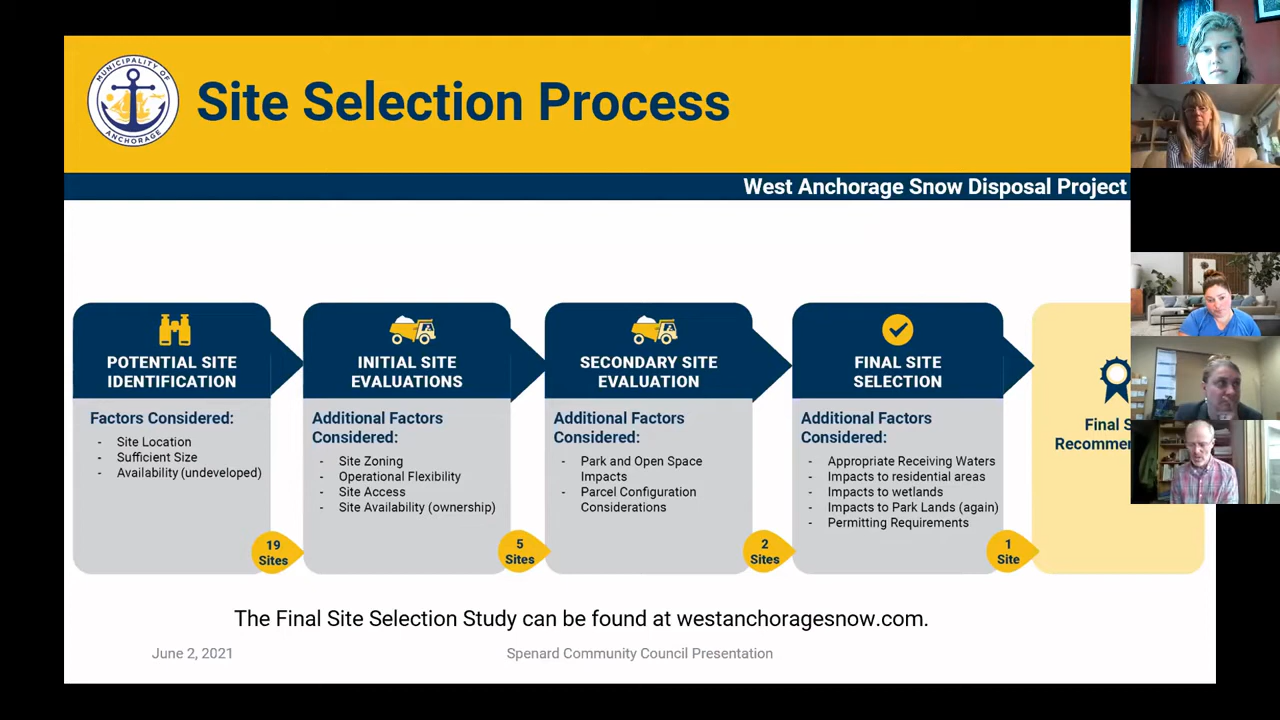 MUNICIPALITY OF
ANCHORAGE
Site Selection Process
West Anchorage Snow Disposal Project
POTENTIAL SITE
IDENTIFICATION
Factors Considered:
- Site Location
- Sufficient Size
- Availability (undeveloped)
19
Sites
INITIAL SITE
EVALUATIONS
Additional Factors
Considered:
- Site Zoning
- Operational Flexibility
- Site Access
- Site Availability (ownership)
5
Sites
SECONDARY SITE
EVALUATION
Additional Factors
Considered:
- Park and Open Space
Impacts
- Parcel Configuration
Considerations
2
Sites
FINAL SITE
SELECTION
Additional Factors
Considered:
- Appropriate Receiving Waters
- Impacts to residential areas
- Impacts to wetlands
- Impacts to Park Lands (again)
- Permitting Requirements
1
Site
Final S
Recomme
The Final Site Selection Study can be found at westanchoragesnow.com.
June 2, 2021
Spenard Community Council Presentation